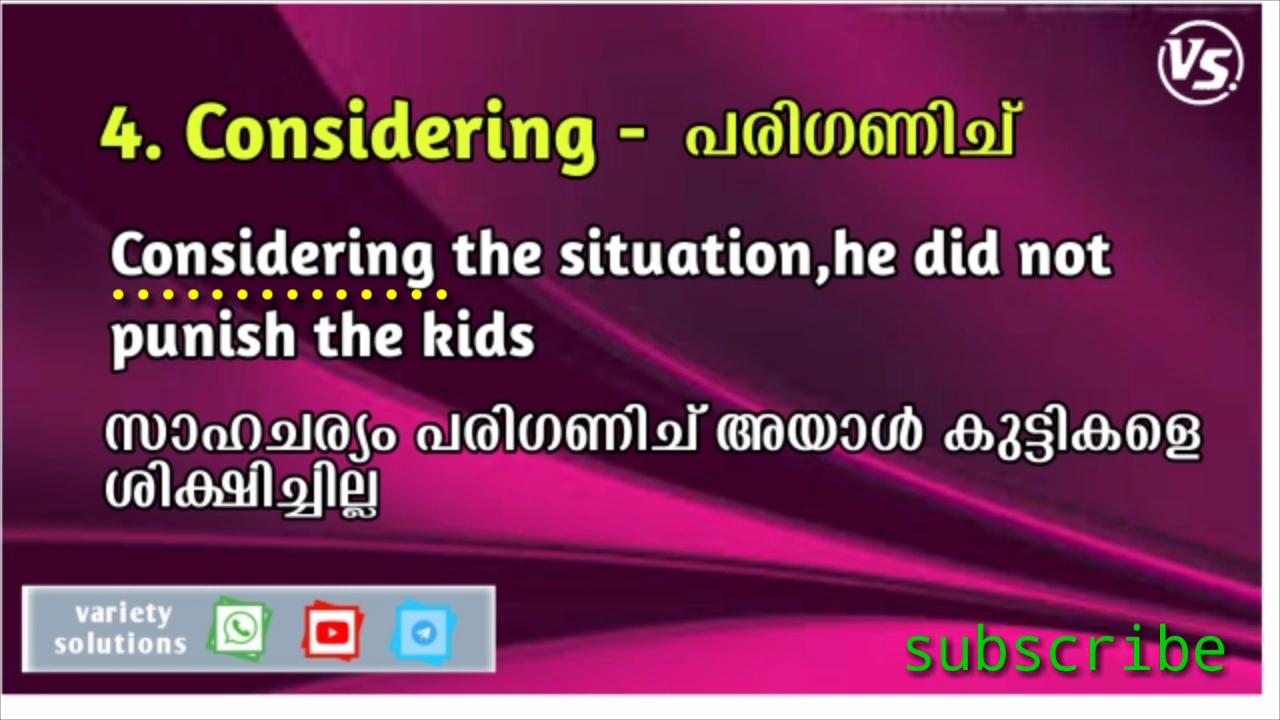 VS.
4. Considering - പരിഗണിച്
Considering the situation,he did not
punish the kids
സാഹചര്യം പരിഗണിച് അയാൾ കുട്ടികളെ
ശിക്ഷിച്ചില്ല
variety
solutions
subscribe